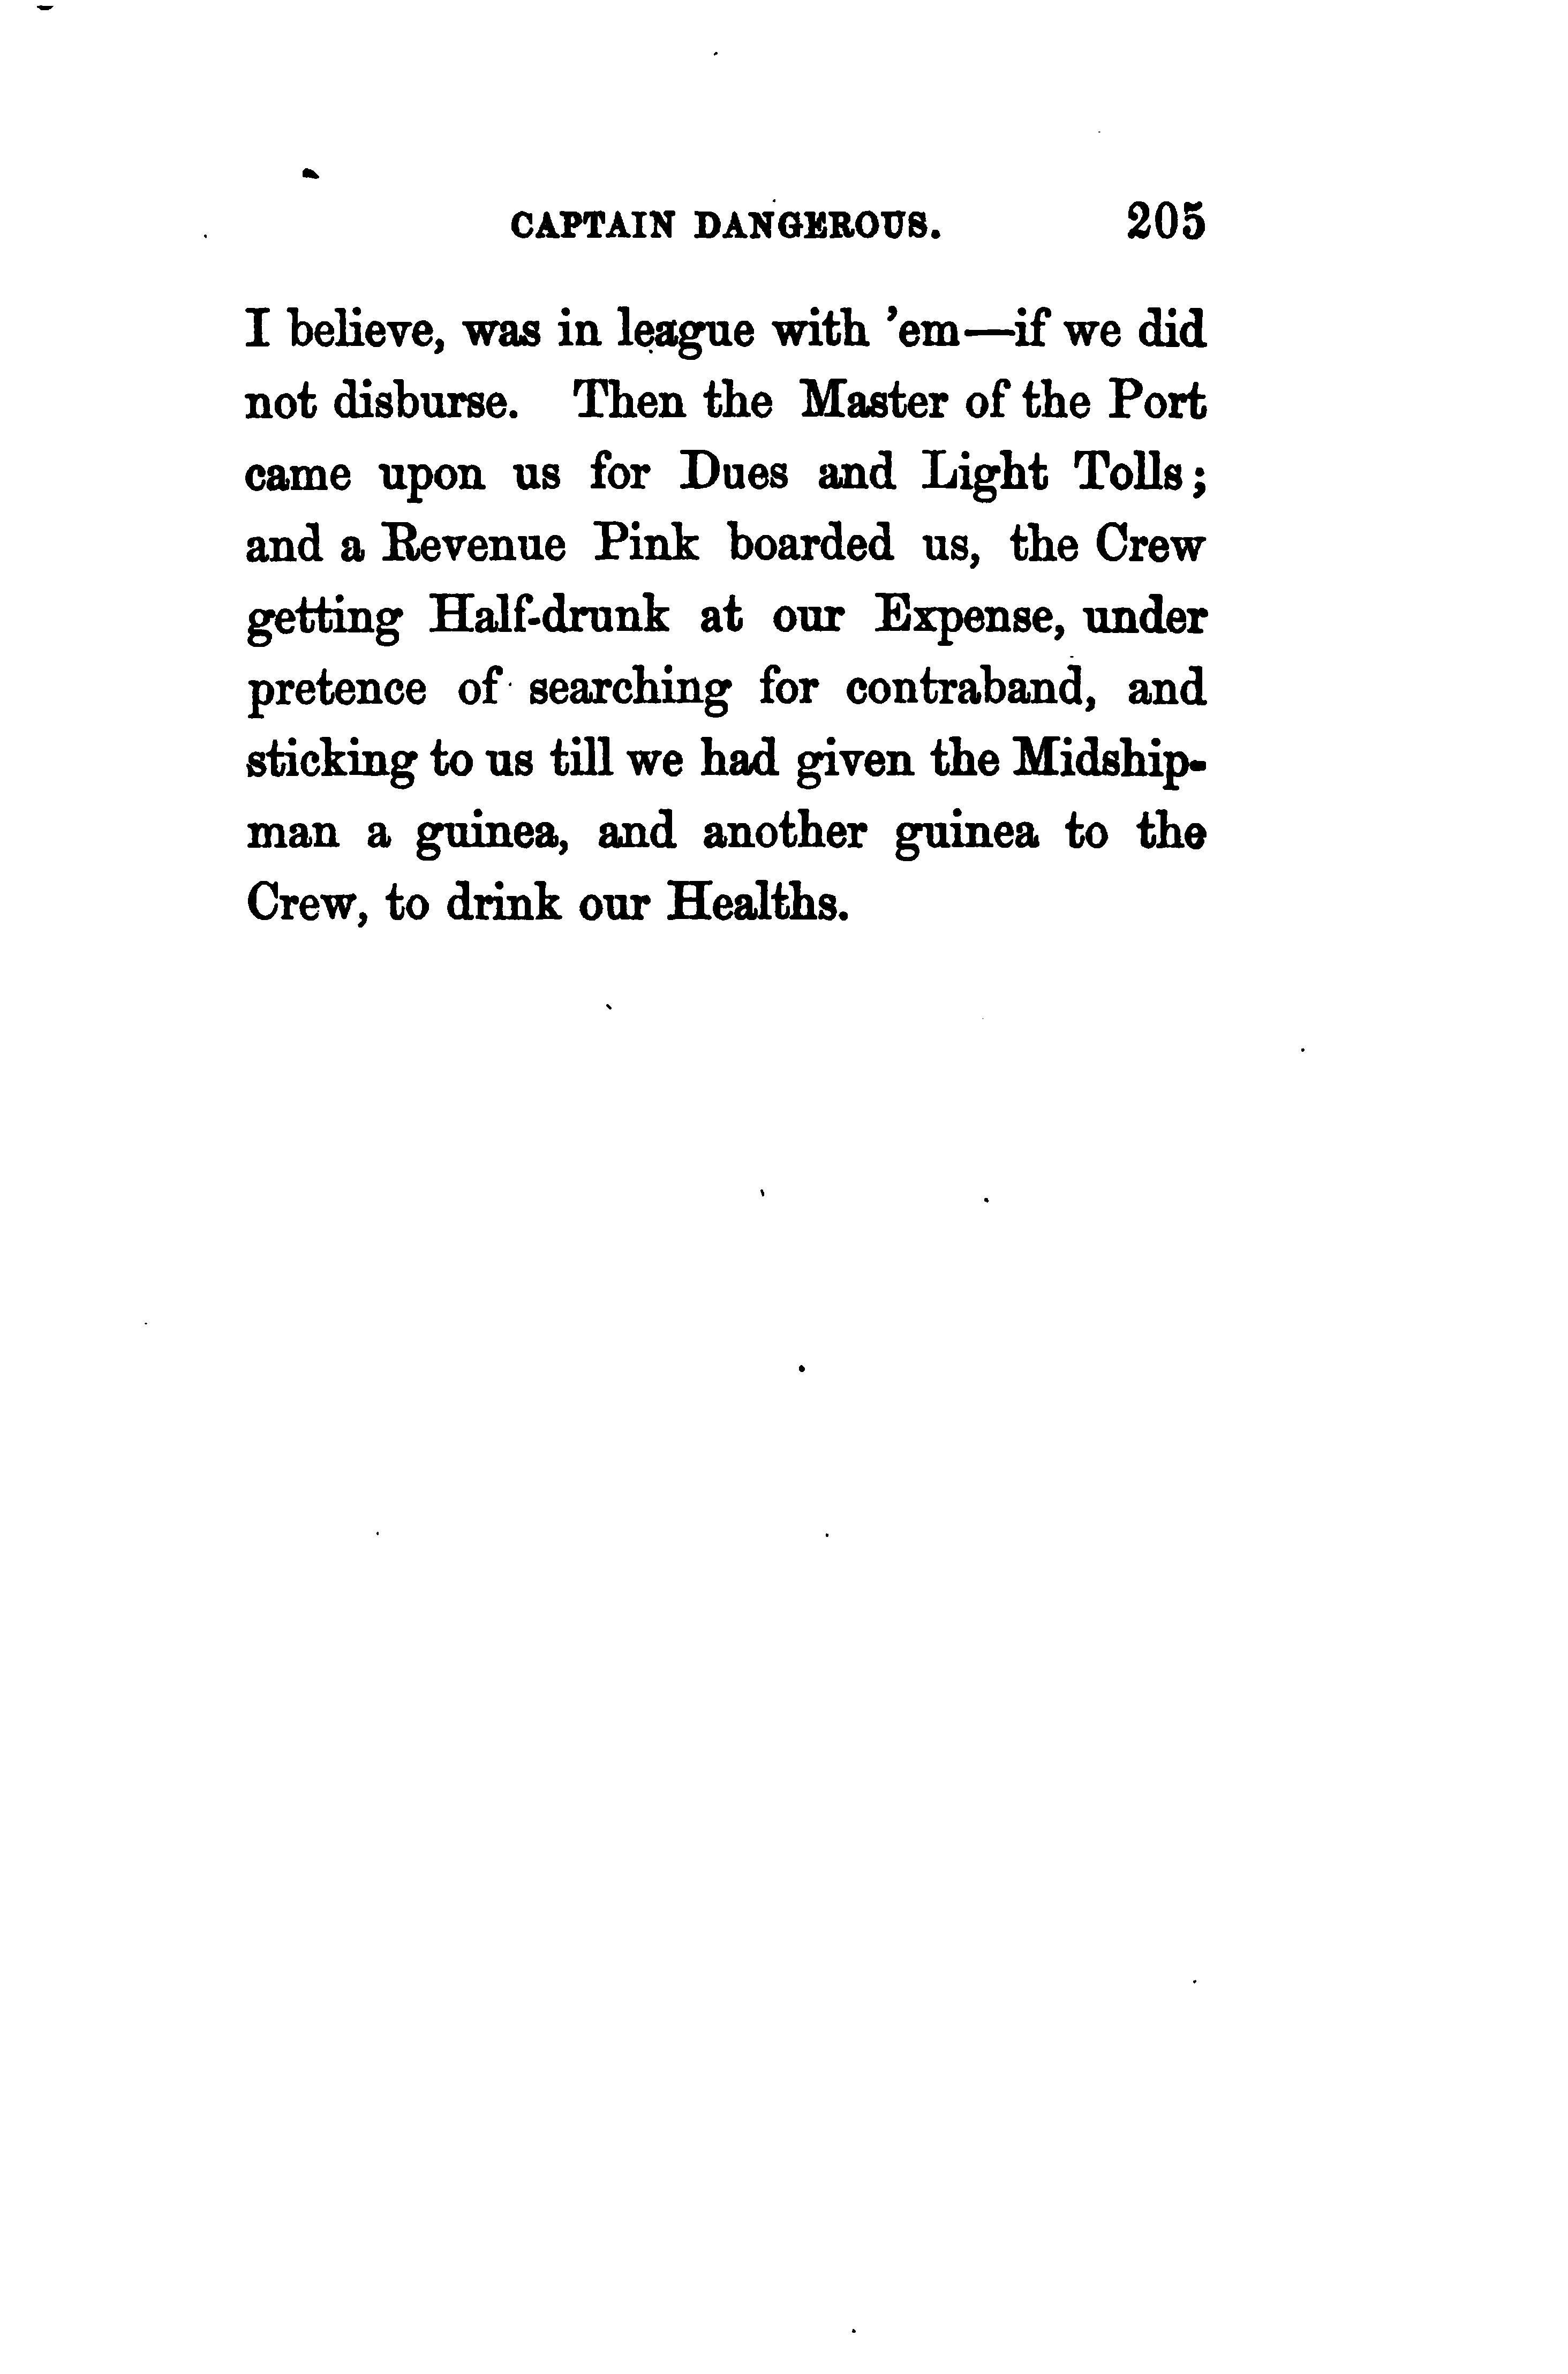 CAPTAIN DANGEROUS. 205
I believe, was in league with ’em—if we did
not disburse. Then the Master of the Port
came upon us for Dues and Light Tolls;
and a Revenue Pink boarded us, the Crew
getting Half-drunk at our Expense, under
pretence of searching for contraband, and
sticking to us till we had given the Midship-
man a guinea, and another guinea to the
Crew, to drink our Healths.